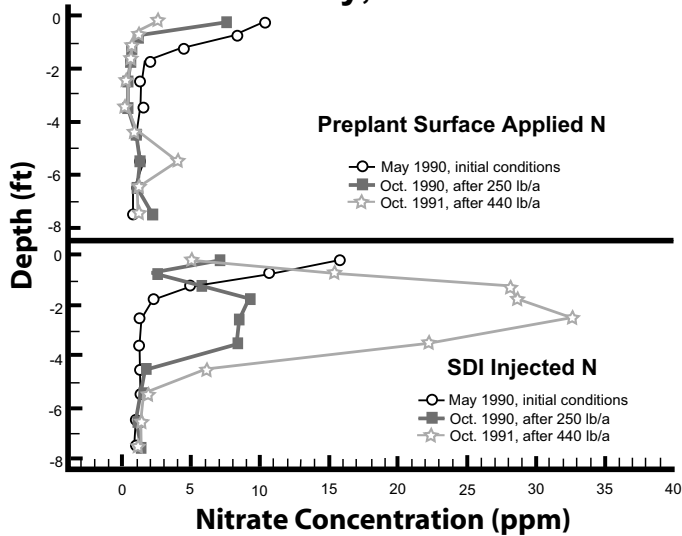 0
-2
-4
-6
-8
Preplant Surface Applied N
May 1990, initial conditions
Oct. 1990, after 250 lb/a
Oct. 1991, after 440 lb/a
Depth (ft)
0
-2
-4
-6
-8
SDI Injected N
May 1990, initial conditions
Oct. 1990, after 250 lb/a
Oct. 1991, after 440 lb/a
0 5 10 15 20 25 30 35 40
Nitrate Concentration (ppm)